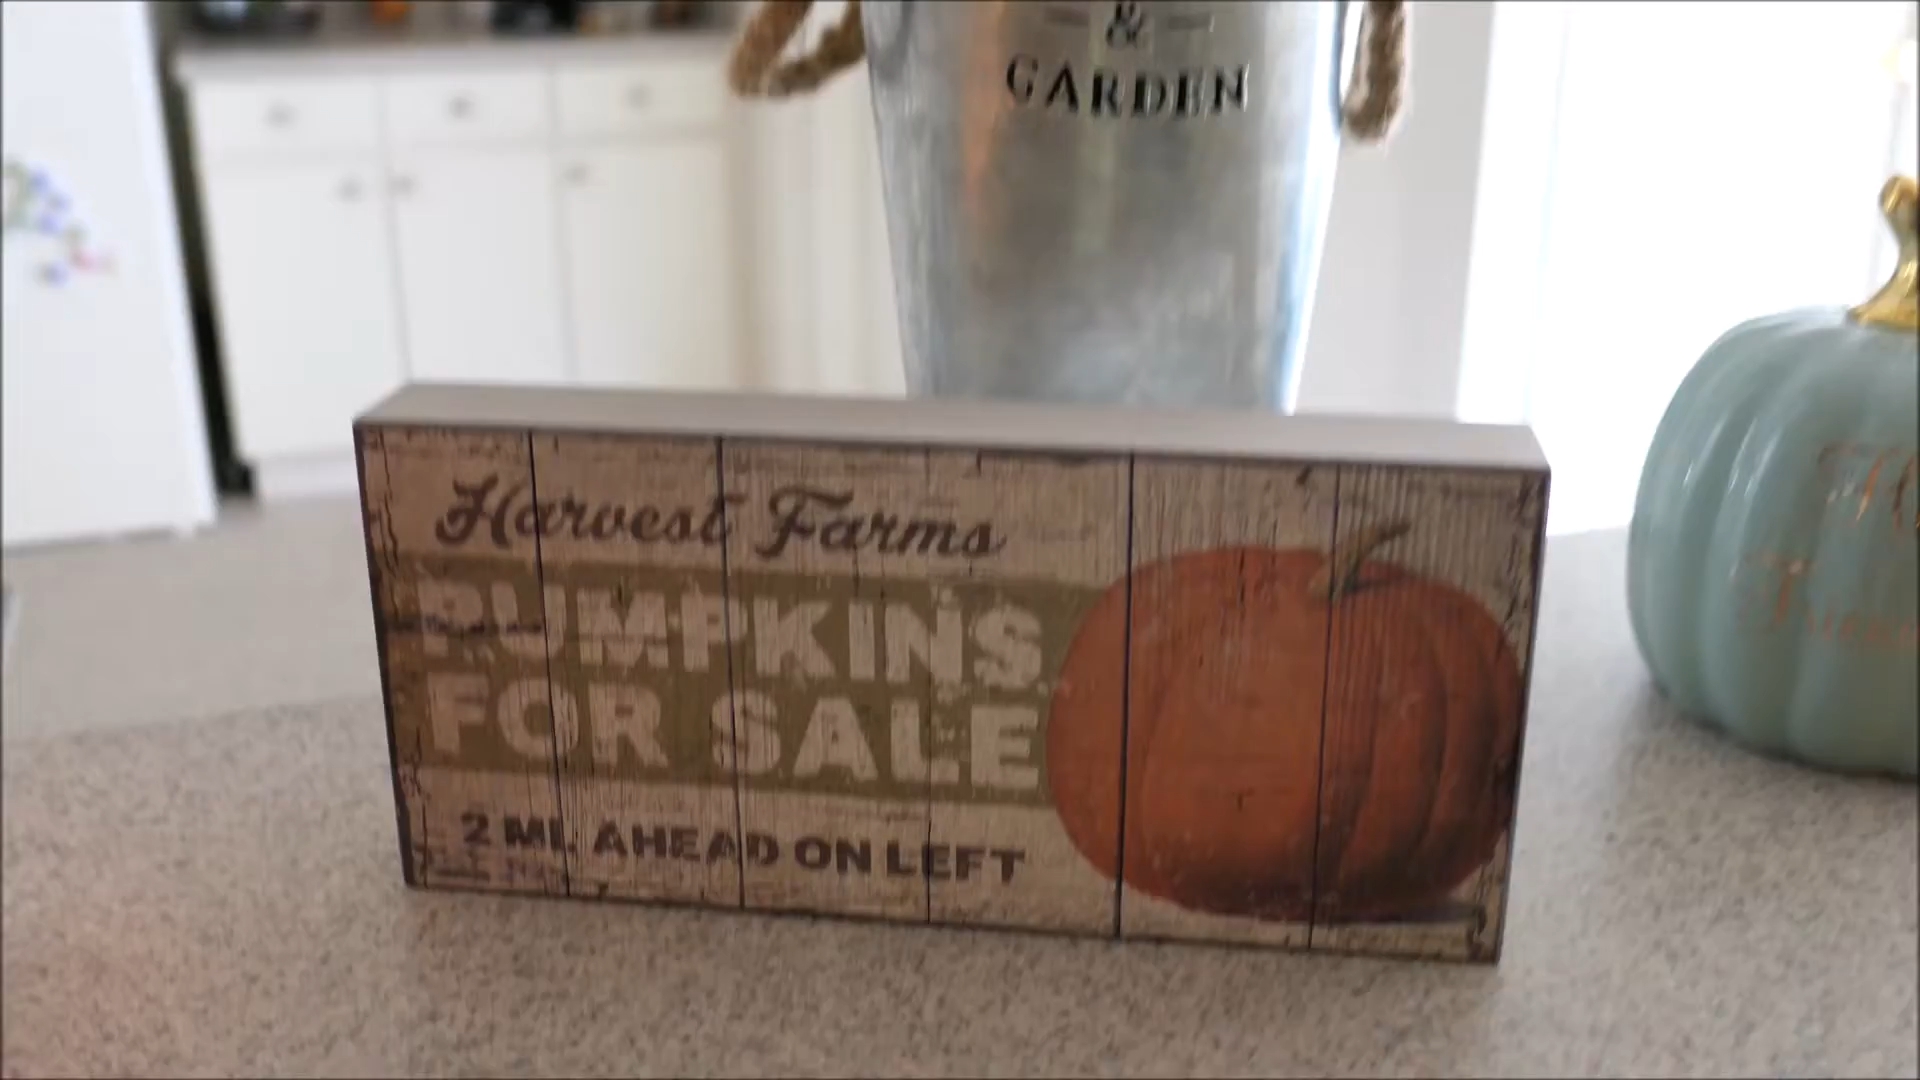 &
GARDEN
Harvest Farms
PUMPKINS
FOR SALE
2 MI. AHEAD ON LEFT